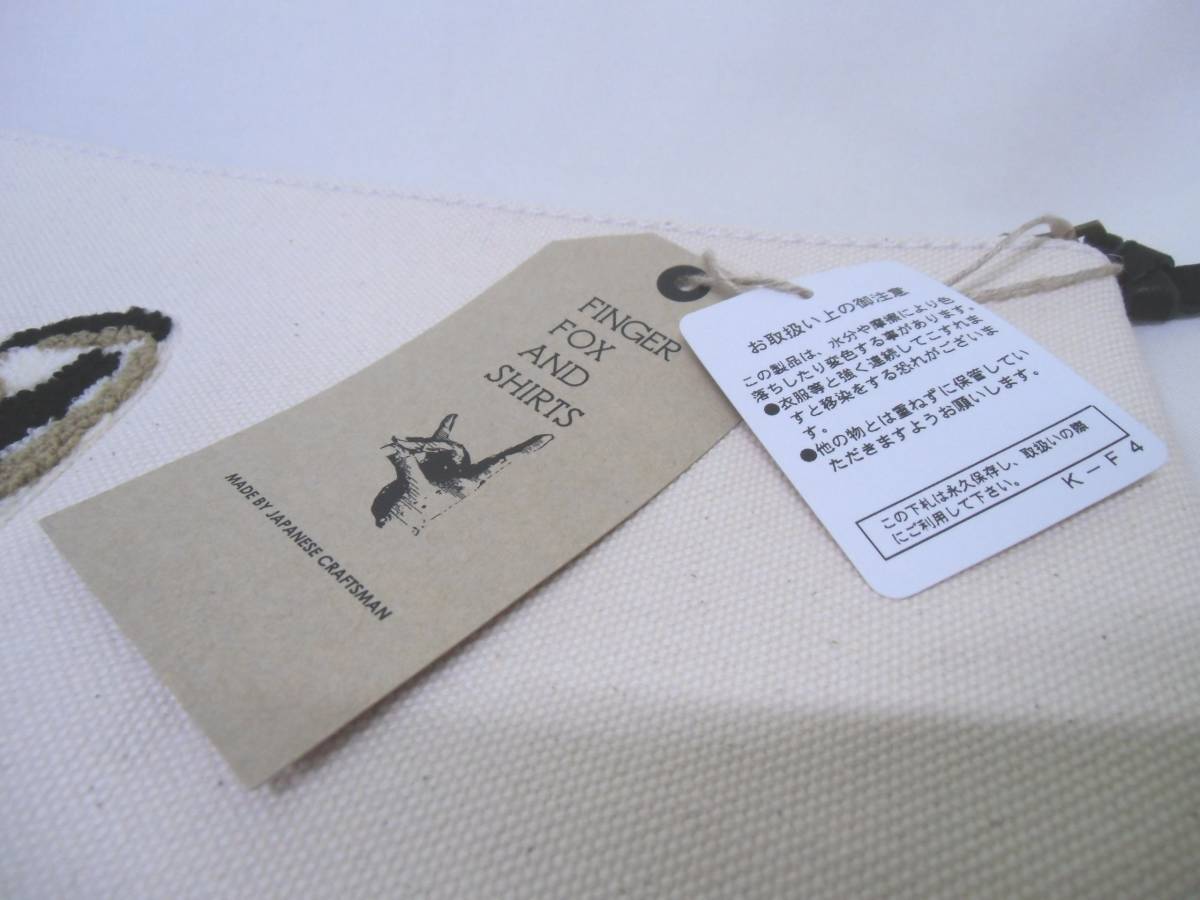 FINGER
FOX
AND
SHIRTS
MADE BY JAPANESE CRAFTSMAN
お取扱い上の御注意
この製品は、水分や摩擦により色
落ちしたり変色する事があります。
●衣服等と強く連続してこすれま
すと移染をする恐れがございま
す。
●他の物とは重ねずに保管してい
ただきますようお願いします。
この下札は永久保存し、取扱いの際
にご利用して下さい。
K－F4